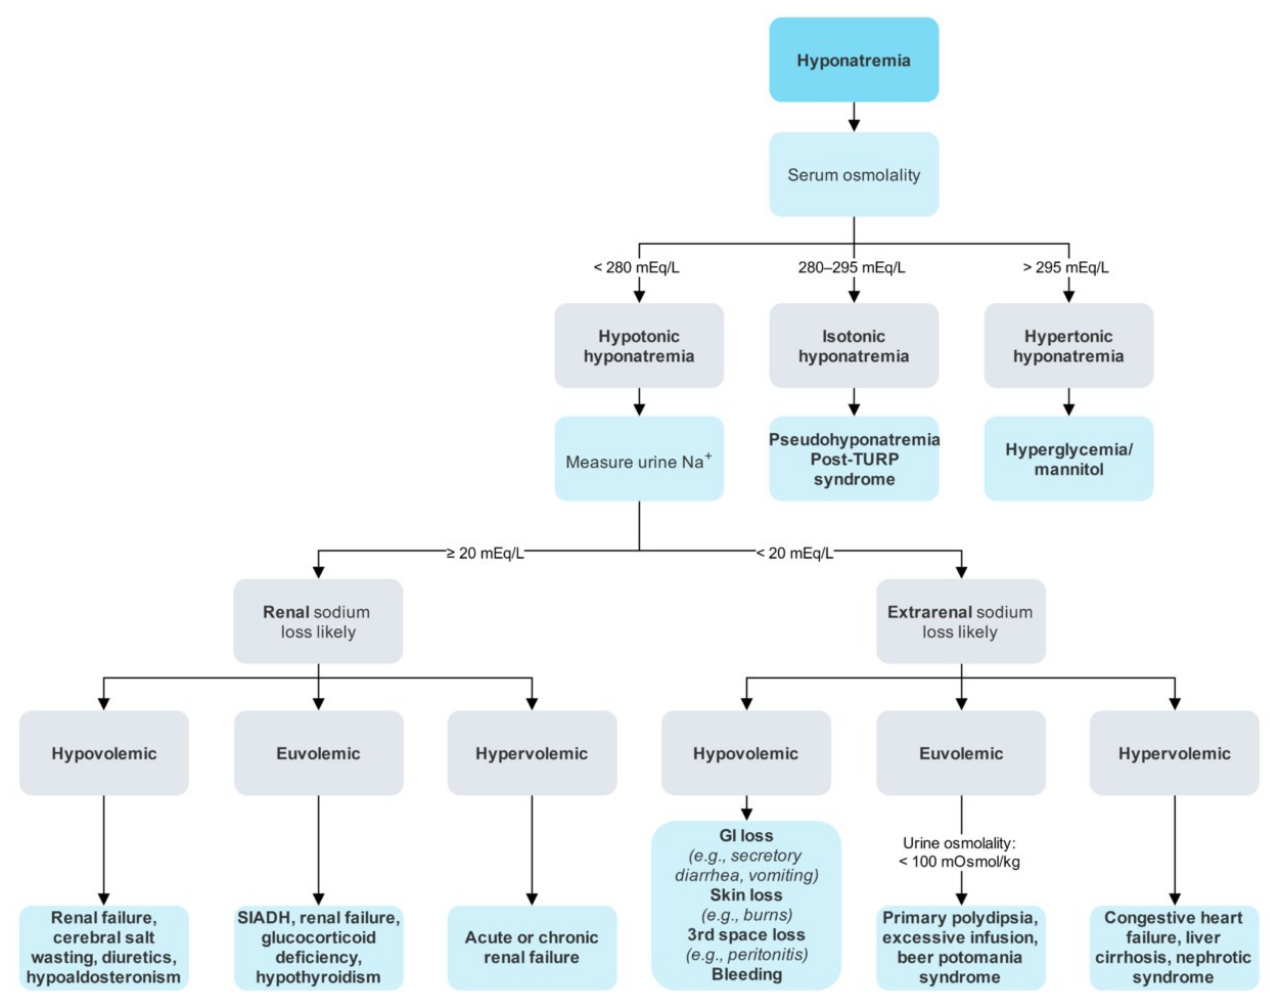 Hyponatremia
Serum osmolality
< 280 mEq/L
280–295 mEq/L
> 295 mEq/L
Hypotonic
hyponatremia
Isotonic
hyponatremia
Hypertonic
hyponatremia
Measure urine Na⁺
Pseudohyponatremia
Post-TURP
syndrome
Hyperglycemia/
mannitol
≥ 20 mEq/L
< 20 mEq/L
Renal sodium
loss likely
Extrarenal sodium
loss likely
Hypovolemic
Euvolemic
Hypervolemic
Hypovolemic
Euvolemic
Hypervolemic
Urine osmolality:
< 100 mOsmol/kg
Renal failure,
cerebral salt
wasting, diuretics,
hypoaldosteronism
SIADH, renal failure,
glucocorticoid
deficiency,
hypothyroidism
Acute or chronic
renal failure
GI loss
(e.g., secretory
diarrhea, vomiting)
Skin loss
(e.g., burns)
3rd space loss
(e.g., peritonitis)
Bleeding
Primary polydipsia,
excessive infusion,
beer potomania
syndrome
Congestive heart
failure, liver
cirrhosis, nephrotic
syndrome